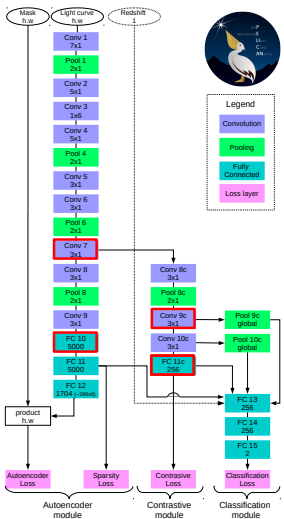 Mask
h.w
Light curve
h.w
Redshift
1
P
E
LI
C
AN
Conv 1
7x1
Pool 1
2x1
Conv 2
5x1
Conv 3
1x6
Conv 4
5x1
Pool 4
2x1
Conv 5
3x1
Conv 6
3x1
Pool 6
2x1
Conv 7
3x1
Conv 8
3x1
Pool 8
2x1
Conv 9
3x1
FC 10
5000
FC 11
5000
FC 12
product
h.w
Autoencoder
Loss
Sparsity
Loss
Autoencoder
module
Conv 8c
3x1
Pool 8c
2x1
Conv 9c
3x1
Conv 10c
3x1
FC 11c
256
Contrastive
Loss
Contrastive
module
Pool 9c
global
Pool 10c
global
FC 13
256
FC 14
256
FC 15
2
Classification
Loss
Classification
module
Legend
Convolution
Pooling
Fully
Connected
Loss layer